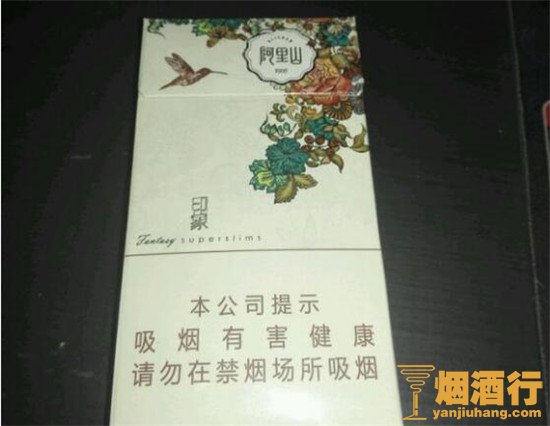 阿里山
印象
Fantasy superslims
本公司提示
吸烟有害健康
请勿在禁烟场所吸烟
烟酒行
yanjiuhang.com